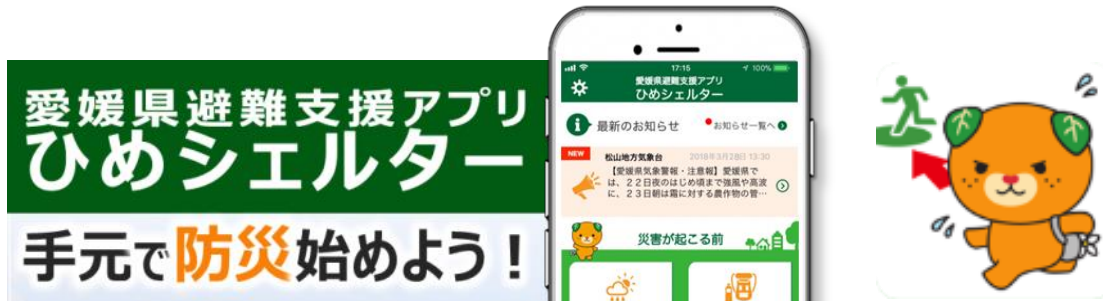 愛媛県避難支援アプリ
ひめシェルター
手元で防災始めよう！
17:15
100%
愛媛県避難支援アプリ
ひめシェルター
最新のお知らせ
お知らせ一覧へ
NEW
松山地方気象台 2018年3月28日 13:30
【愛媛県気象警報・注意報】愛媛県で
は、２２日夜のはじめ頃まで強風や高波
に、２３日朝は霜に対する農作物の管…
災害が起こる前